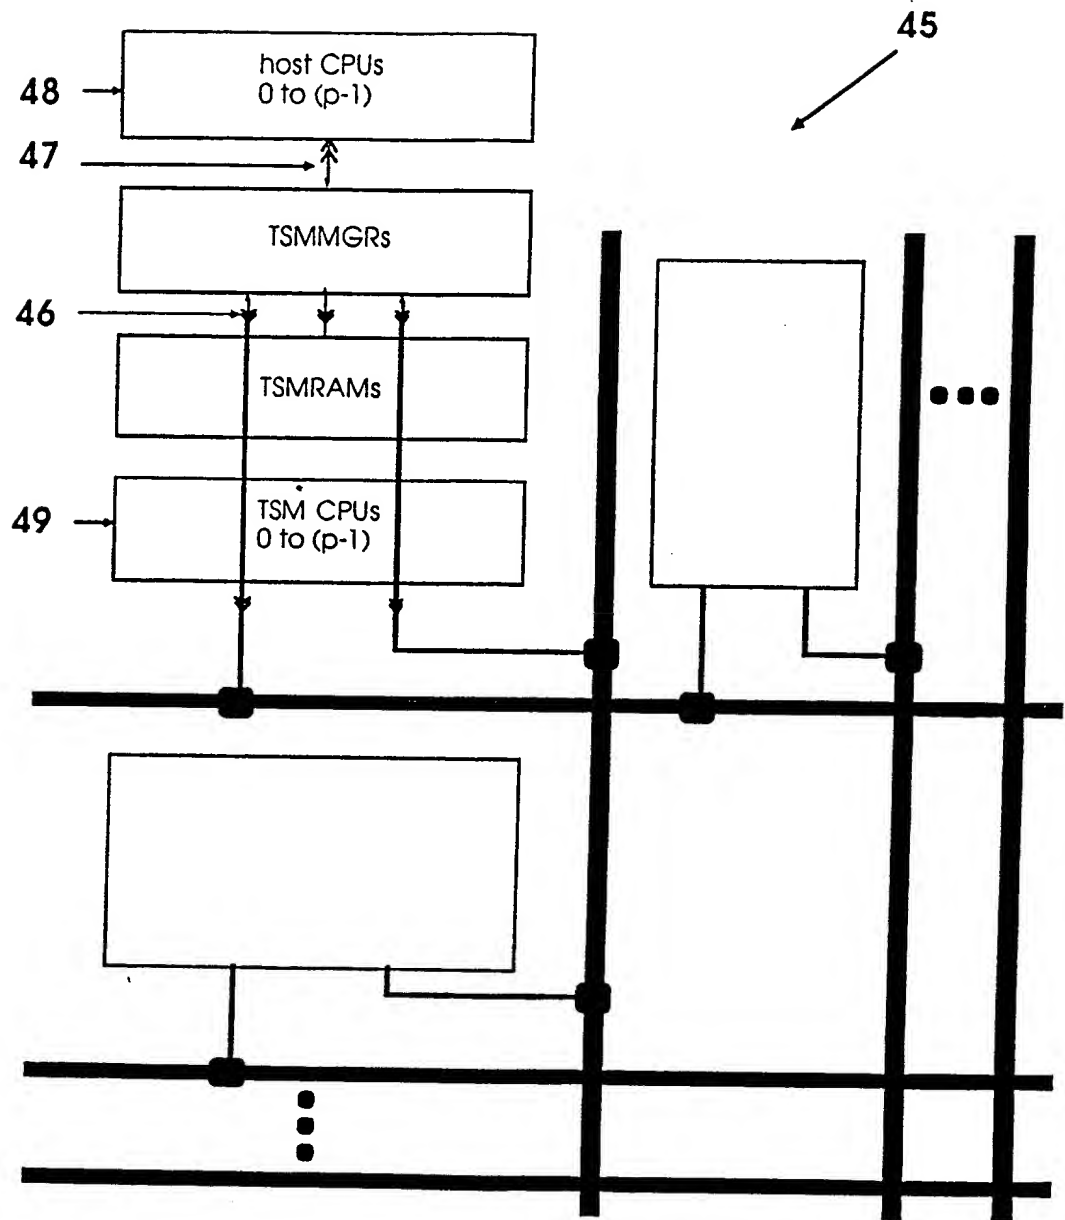 45
48
host CPUs
0 to (p-1)
47
TSMMGRs
46
TSMRAMs
49
TSM CPUs
0 to (p-1)